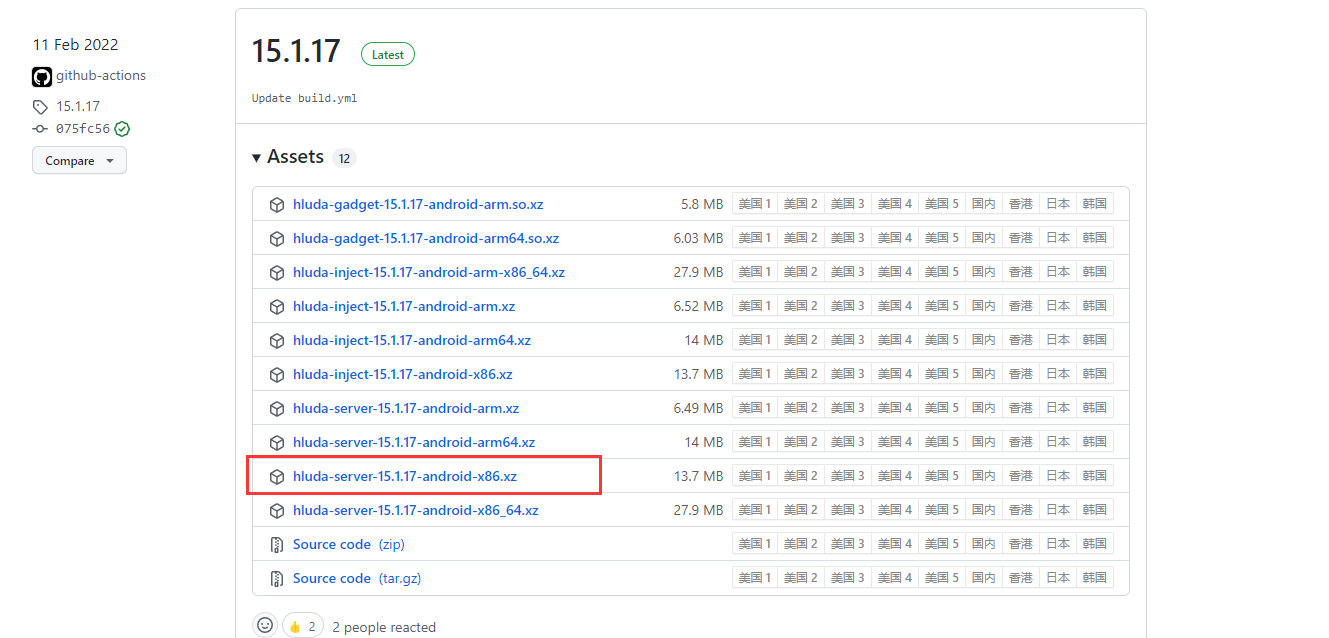 11 Feb 2022
github-actions
15.1.17
075fc56
Compare
15.1.17 Latest
Update build.yml
Assets 12
hluda-gadget-15.1.17-android-arm.so.xz 5.8 MB 美国 1 美国 2 美国 3 美国 4 美国 5 国内 香港 日本 韩国
hluda-gadget-15.1.17-android-arm64.so.xz 6.03 MB 美国 1 美国 2 美国 3 美国 4 美国 5 国内 香港 日本 韩国
hluda-inject-15.1.17-android-arm-x86_64.xz 27.9 MB 美国 1 美国 2 美国 3 美国 4 美国 5 国内 香港 日本 韩国
hluda-inject-15.1.17-android-arm.xz 6.52 MB 美国 1 美国 2 美国 3 美国 4 美国 5 国内 香港 日本 韩国
hluda-inject-15.1.17-android-arm64.xz 14 MB 美国 1 美国 2 美国 3 美国 4 美国 5 国内 香港 日本 韩国
hluda-inject-15.1.17-android-x86.xz 13.7 MB 美国 1 美国 2 美国 3 美国 4 美国 5 国内 香港 日本 韩国
hluda-server-15.1.17-android-arm.xz 6.49 MB 美国 1 美国 2 美国 3 美国 4 美国 5 国内 香港 日本 韩国
hluda-server-15.1.17-android-arm64.xz 14 MB 美国 1 美国 2 美国 3 美国 4 美国 5 国内 香港 日本 韩国
hluda-server-15.1.17-android-x86.xz 13.7 MB 美国 1 美国 2 美国 3 美国 4 美国 5 国内 香港 日本 韩国
hluda-server-15.1.17-android-x86_64.xz 27.9 MB 美国 1 美国 2 美国 3 美国 4 美国 5 国内 香港 日本 韩国
Source code (zip) 美国 1 美国 2 美国 3 美国 4 美国 5 国内 香港 日本 韩国
Source code (tar.gz) 美国 1 美国 2 美国 3 美国 4 美国 5 国内 香港 日本 韩国
👍 2 2 people reacted